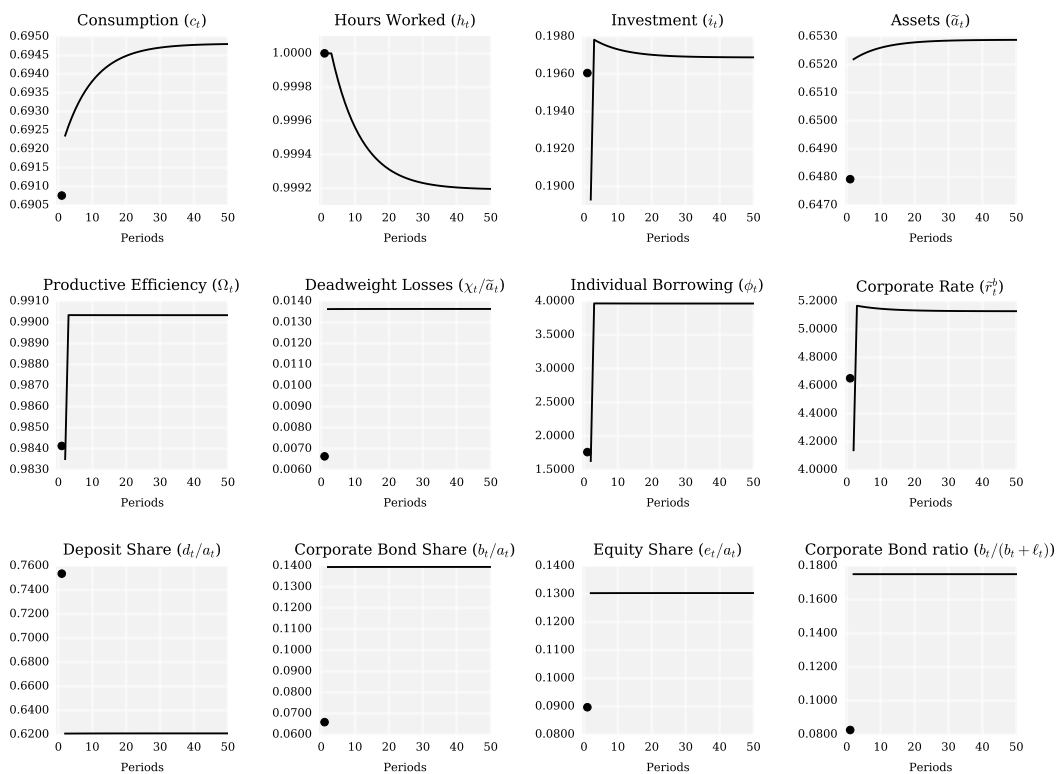 Consumption (c_t)
0.6950
0.6945
0.6940
0.6935
0.6930
0.6925
0.6920
0.6915
0.6910
0.6905
0 10 20 30 40 50
Periods
Hours Worked (h_t)
1.0000
0.9998
0.9996
0.9994
0.9992
0 10 20 30 40 50
Periods
Investment (i_t)
0.1980
0.1960
0.1940
0.1920
0.1900
0 10 20 30 40 50
Periods
Assets (ã_t)
0.6530
0.6520
0.6510
0.6500
0.6490
0.6480
0.6470
0 10 20 30 40 50
Periods
Productive Efficiency (Ω_t)
0.9910
0.9900
0.9890
0.9880
0.9870
0.9860
0.9850
0.9840
0.9830
0 10 20 30 40 50
Periods
Deadweight Losses (χ_t/ã_t)
0.0140
0.0130
0.0120
0.0110
0.0100
0.0090
0.0080
0.0070
0.0060
0 10 20 30 40 50
Periods
Individual Borrowing (ϕ_t)
4.0000
3.5000
3.0000
2.5000
2.0000
1.5000
0 10 20 30 40 50
Periods
Corporate Rate (r̃_t^b)
5.2000
5.0000
4.8000
4.6000
4.4000
4.2000
4.0000
0 10 20 30 40 50
Periods
Deposit Share (d_t/a_t)
0.7600
0.7400
0.7200
0.7000
0.6800
0.6600
0.6400
0.6200
0 10 20 30 40 50
Periods
Corporate Bond Share (b_t/a_t)
0.1400
0.1300
0.1200
0.1100
0.1000
0.0900
0.0800
0.0700
0.0600
0 10 20 30 40 50
Periods
Equity Share (e_t/a_t)
0.1400
0.1300
0.1200
0.1100
0.1000
0.0900
0.0800
0 10 20 30 40 50
Periods
Corporate Bond ratio (b_t/(b_t + ℓ_t))
0.1800
0.1600
0.1400
0.1200
0.1000
0.0800
0 10 20 30 40 50
Periods